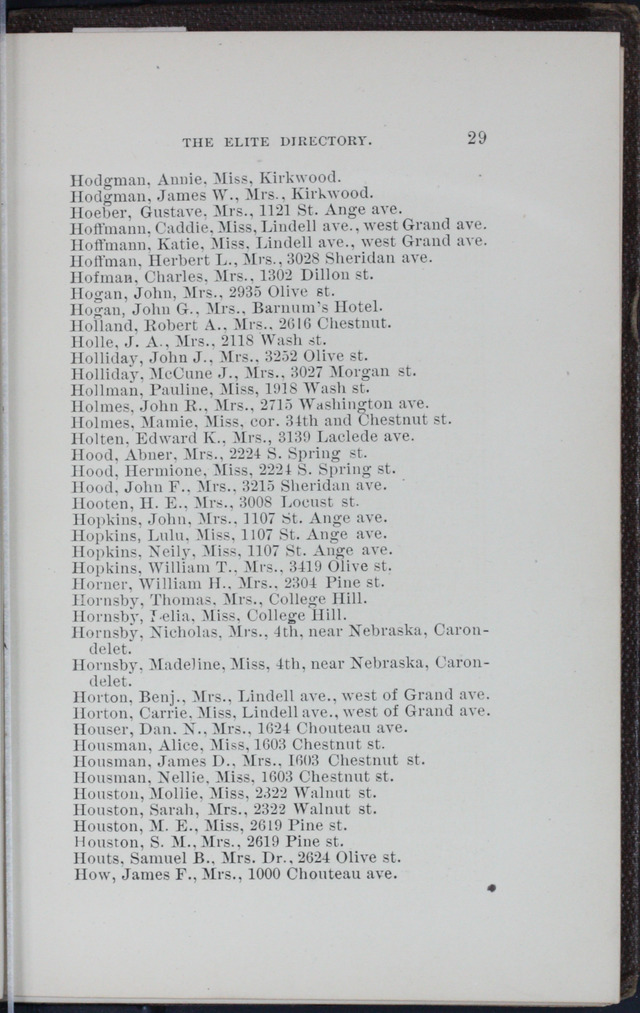 THE ELITE DIRECTORY. 29
Hodgman, Annie, Miss, Kirkwood.
Hodgman, James W., Mrs., Kirkwood.
Hoeber, Gustave, Mrs., 1121 St. Ange ave.
Hoffmann, Caddie, Miss, Lindell ave., west Grand ave.
Hoffmann, Katie, Miss, Lindell ave., west Grand ave.
Hoffman, Herbert L., Mrs., 3028 Sheridan ave.
Hofman, Charles, Mrs., 1302 Dillon st.
Hogan, John, Mrs., 2935 Olive st.
Hogan, John G., Mrs., Barnum's Hotel.
Holland, Robert A., Mrs., 2616 Chestnut.
Holle, J. A., Mrs., 2118 Wash st.
Holliday, John J., Mrs., 3252 Olive st.
Holliday, McCune J., Mrs., 3027 Morgan st.
Hollman, Pauline, Miss, 1918 Wash st.
Holmes, John R., Mrs., 2715 Washington ave.
Holmes, Mamie, Miss, cor. 34th and Chestnut st.
Holten, Edward K., Mrs., 3139 Laclede ave.
Hood, Abner, Mrs., 2224 S. Spring st.
Hood, Hermione, Miss, 2224 S. Spring st.
Hood, John F., Mrs., 3215 Sheridan ave.
Hooten, H. E., Mrs., 3008 Locust st.
Hopkins, John, Mrs., 1107 St. Ange ave.
Hopkins, Lulu, Miss, 1107 St. Ange ave.
Hopkins, Neily, Miss, 1107 St. Ange ave.
Hopkins, William T., Mrs., 3419 Olive st.
Horner, William H., Mrs., 2304 Pine st.
Hornsby, Thomas, Mrs., College Hill.
Hornsby, Lelia, Miss, College Hill.
Hornsby, Nicholas, Mrs., 4th, near Nebraska, Caron-
delet.
Hornsby, Madeline, Miss, 4th, near Nebraska, Caron-
delet.
Horton, Benj., Mrs., Lindell ave., west of Grand ave.
Horton, Carrie, Miss, Lindell ave., west of Grand ave.
Houser, Dan. N., Mrs., 1624 Chouteau ave.
Housman, Alice, Miss, 1603 Chestnut st.
Housman, James D., Mrs., 1603 Chestnut st.
Housman, Nellie, Miss, 1603 Chestnut st.
Houston, Mollie, Miss, 2322 Walnut st.
Houston, Sarah, Mrs., 2322 Walnut st.
Houston, M. E., Miss, 2619 Pine st.
Houston, S. M., Mrs., 2619 Pine st.
Houts, Samuel B., Mrs. Dr., 2624 Olive st.
How, James F., Mrs., 1000 Chouteau ave.